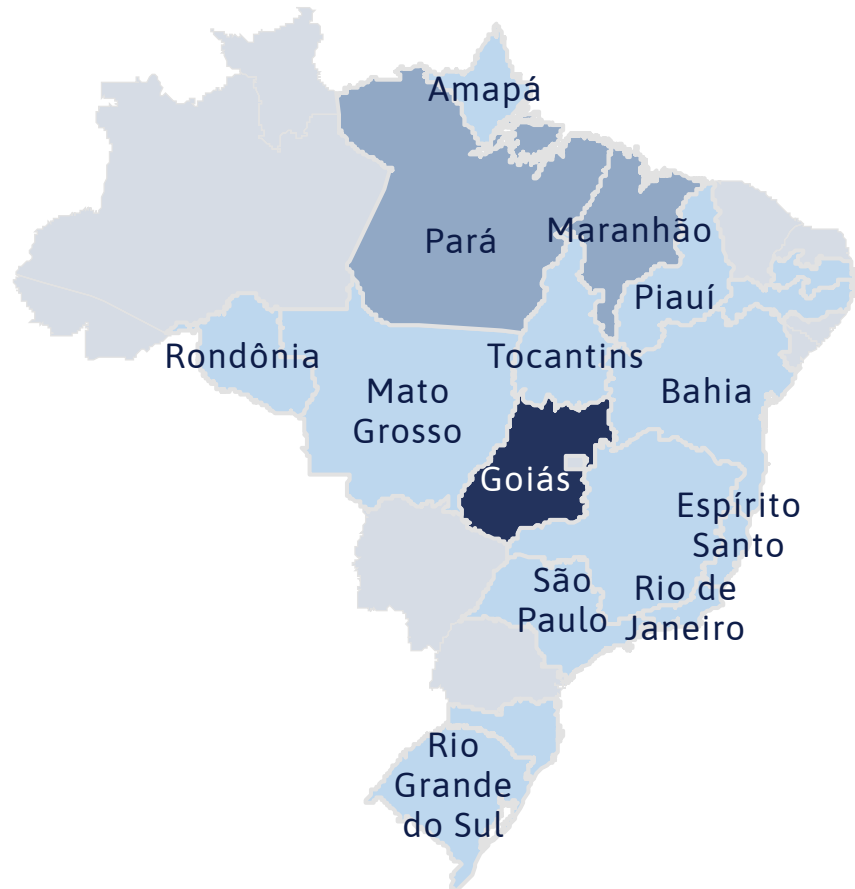 Amapá
Pará
Maranhão
Piauí
Rondônia
Tocantins
Mato
Grosso
Bahia
Goiás
Espírito
Santo
São
Paulo
Rio de
Janeiro
Rio
Grande
do Sul